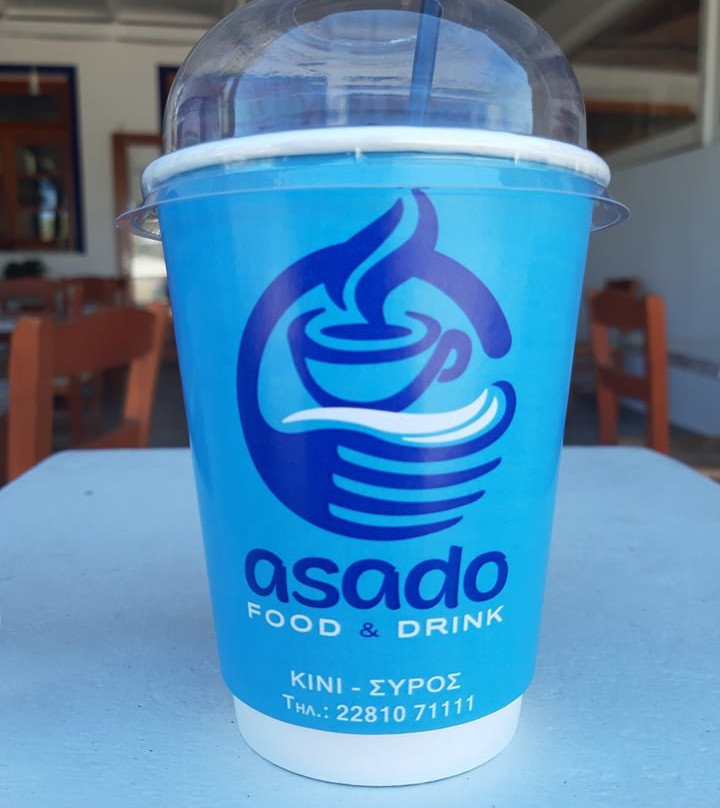 asado
FOOD & DRINK
ΚΙΝΙ - ΣΥΡΟΣ
Τηλ.: 22810 71111